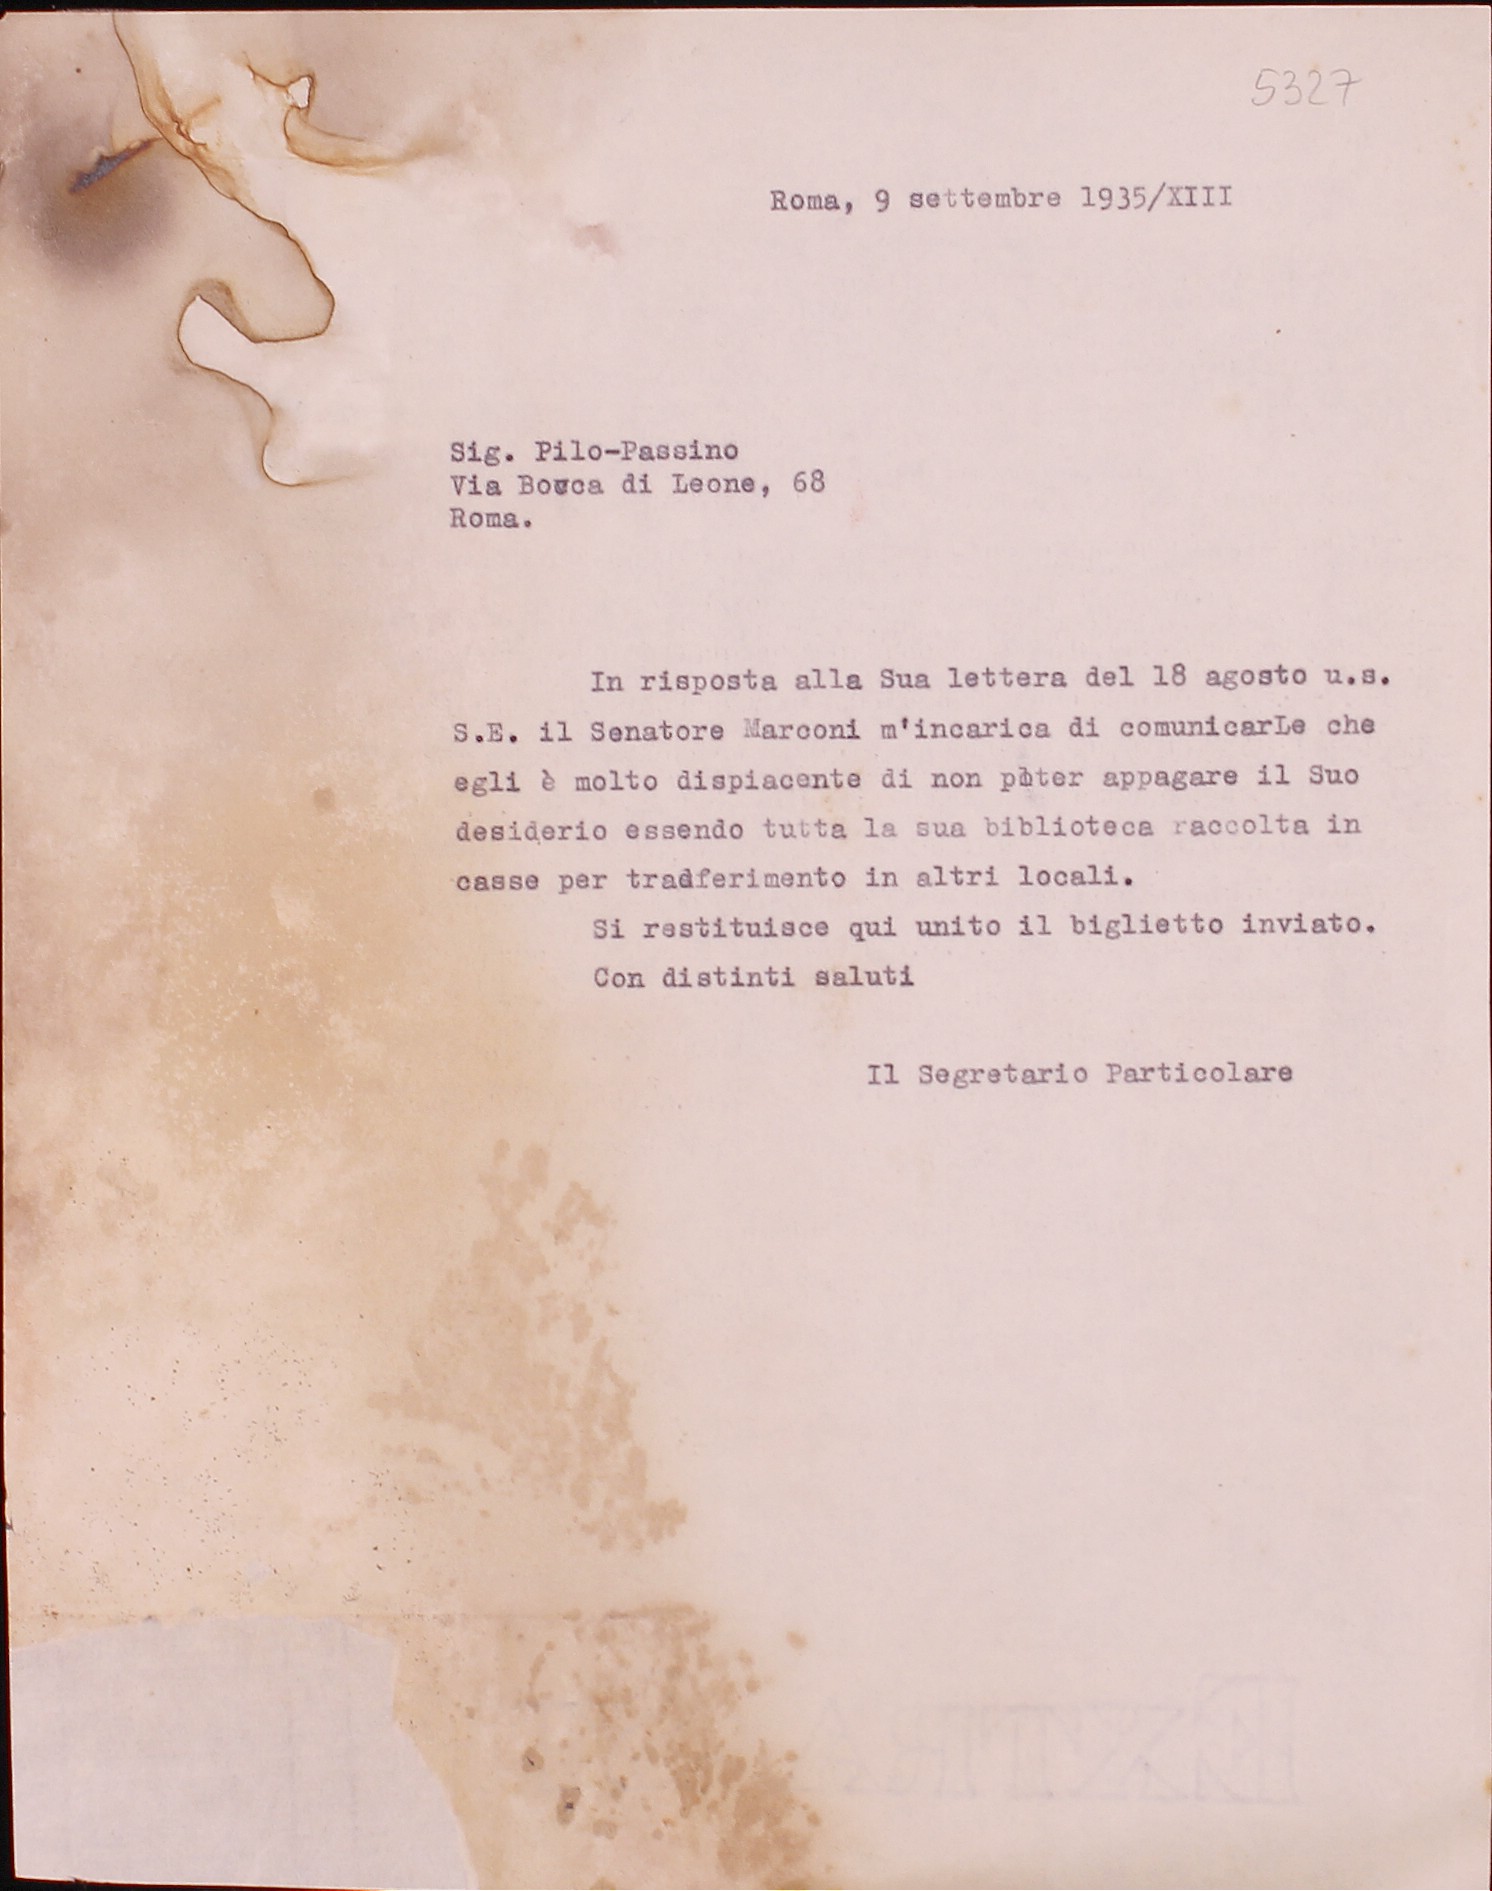 5327
Roma, 9 settembre 1935/XIII
Sig. Pilo-Passino
Via Bocca di Leone, 68
Roma.
In risposta alla Sua lettera del 18 agosto u.s.
S.E. il Senatore Marconi m'incarica di comunicarLe che
egli è molto dispiacente di non poter appagare il Suo
desiderio essendo tutta la sua biblioteca raccolta in
casse per trasferimento in altri locali.
Si restituisce qui unito il biglietto inviato.
Con distinti saluti
Il Segretario Particolare